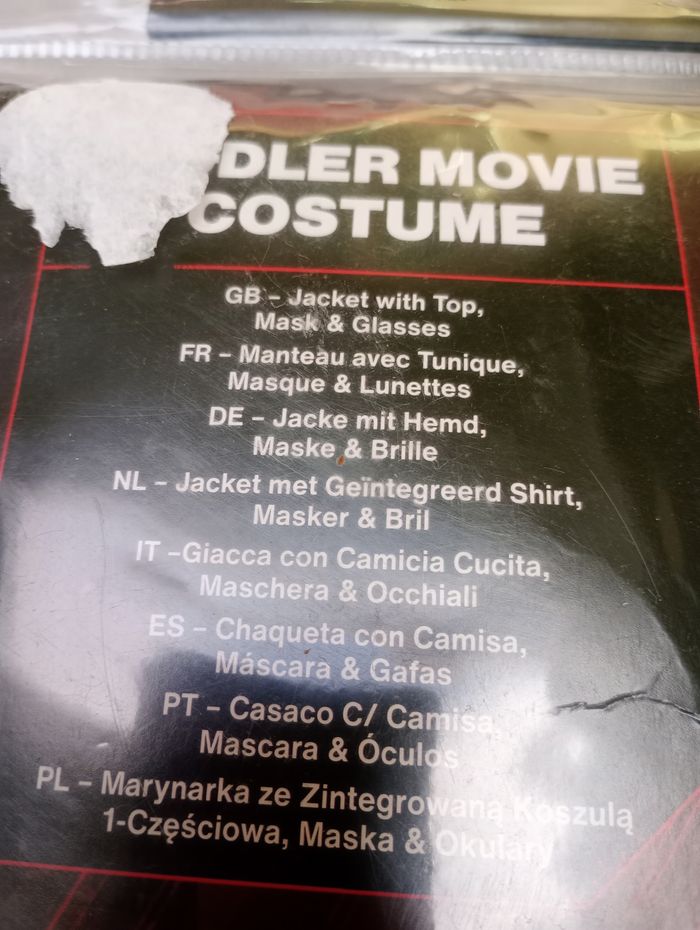 DLER MOVIE
COSTUME
GB – Jacket with Top,
Mask & Glasses
FR – Manteau avec Tunique,
Masque & Lunettes
DE – Jacke mit Hemd,
Maske & Brille
NL – Jacket met Geïntegreerd Shirt,
Masker & Bril
IT –Giacca con Camicia Cucita,
Maschera & Occhiali
ES – Chaqueta con Camisa,
Máscara & Gafas
PT – Casaco C/ Camisa,
Mascara & Óculos
PL – Marynarka ze Zintegrowaną Koszulą
1-Częściowa, Maska & Okulary